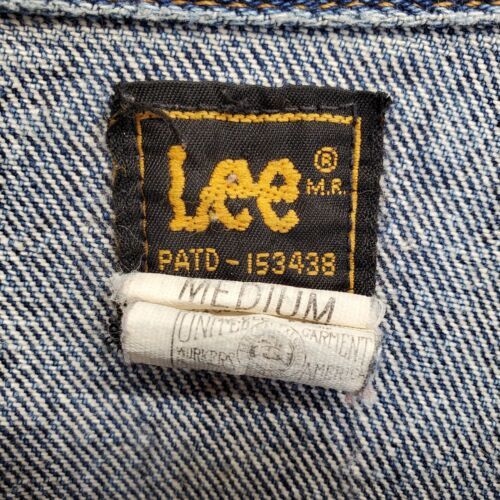 Lee
®
M.R.
PATD-153438
MEDIUM
UNITED GARMENT
WORKERS AMERICA